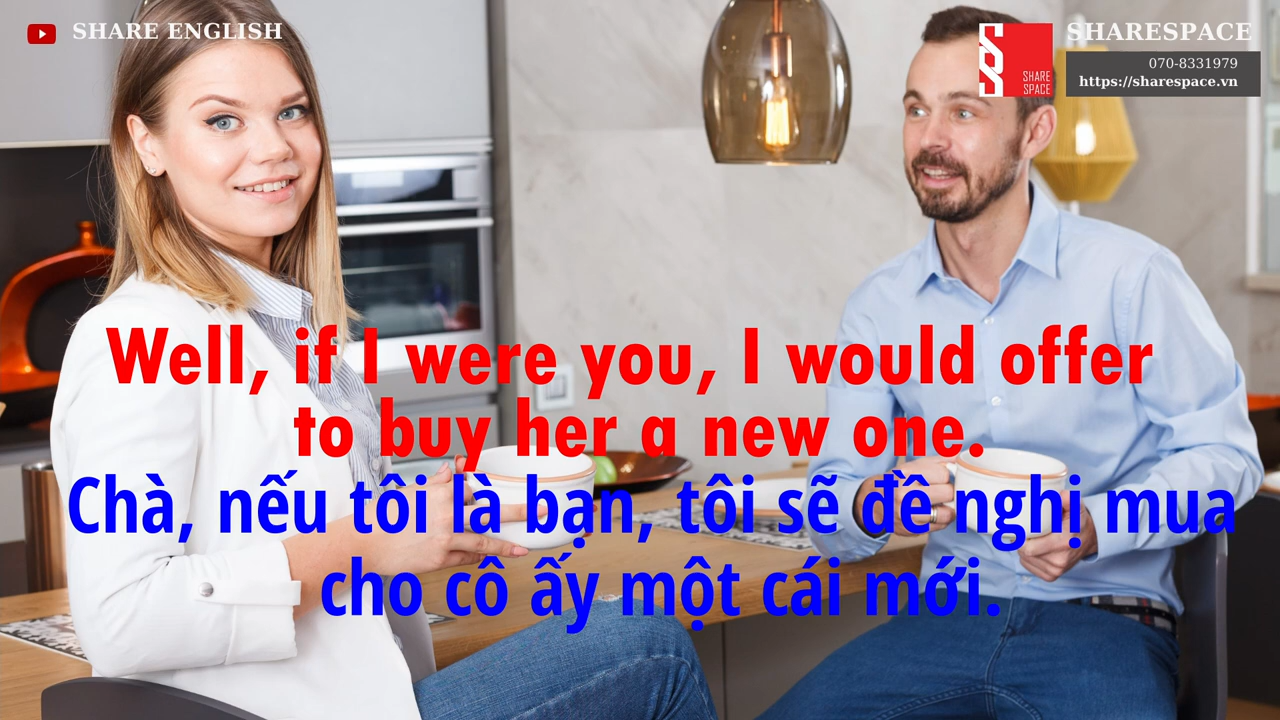 SHARE ENGLISH
SHARESPACE
070-8331979
https://sharespace.vn
SHARE
SPACE
Well, if I were you, I would offer
to buy her a new one.
Chà, nếu tôi là bạn, tôi sẽ đề nghị mua
cho cô ấy một cái mới.